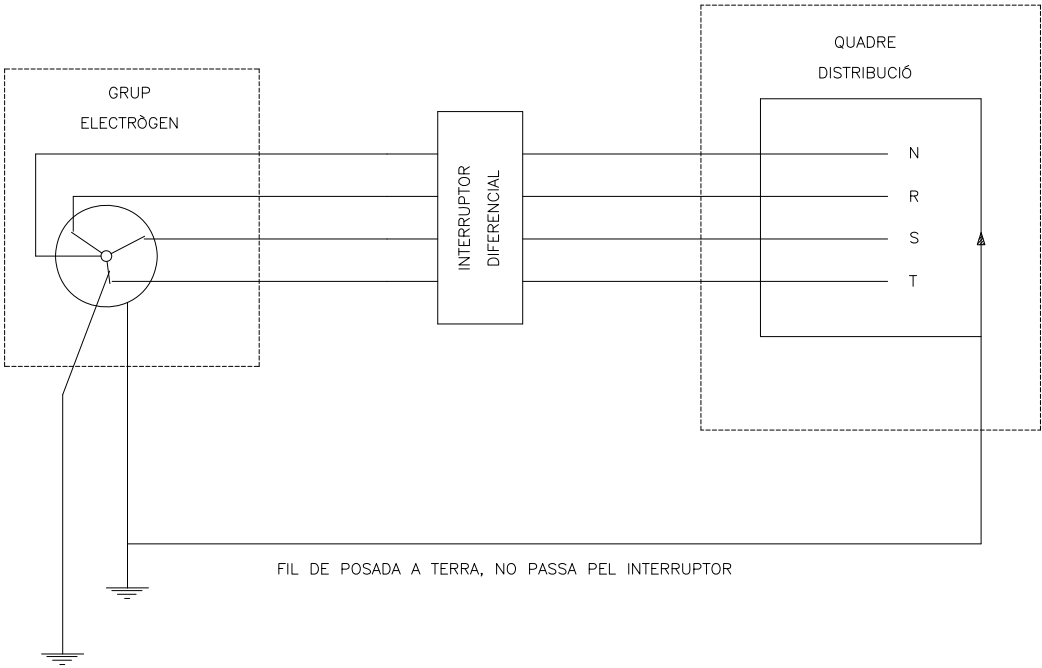 QUADRE
DISTRIBUCIÓ
GRUP
ELECTRÒGEN
INTERRUPTOR
DIFERENCIAL
N
R
S
T
FIL DE POSADA A TERRA, NO PASSA PEL INTERRUPTOR